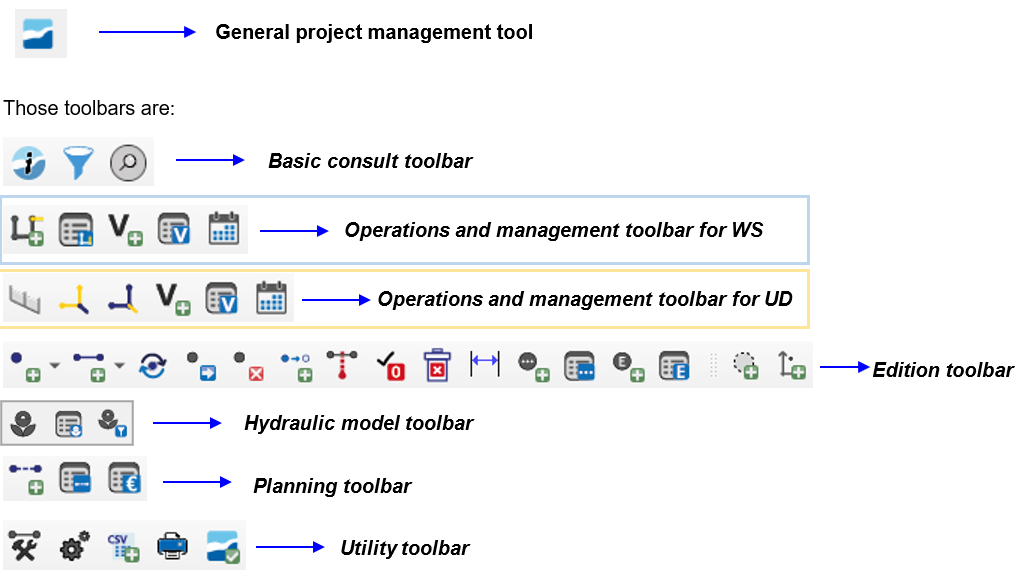 General project management tool
Those toolbars are:
i
Basic consult toolbar
V V
Operations and management toolbar for WS
V V
Operations and management toolbar for UD
0 E E
Edition toolbar
Hydraulic model toolbar
€
Planning toolbar
CSV
Utility toolbar